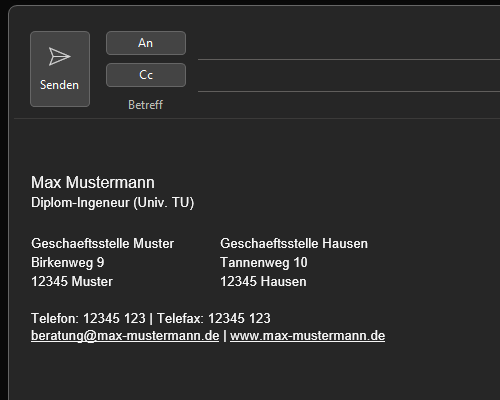 An
Cc
Senden
Betreff
Max Mustermann
Diplom-Ingeneur (Univ. TU)
Geschaeftsstelle Muster Geschaeftsstelle Hausen
Birkenweg 9 Tannenweg 10
12345 Muster 12345 Hausen
Telefon: 12345 123 | Telefax: 12345 123
beratung@max-mustermann.de | www.max-mustermann.de